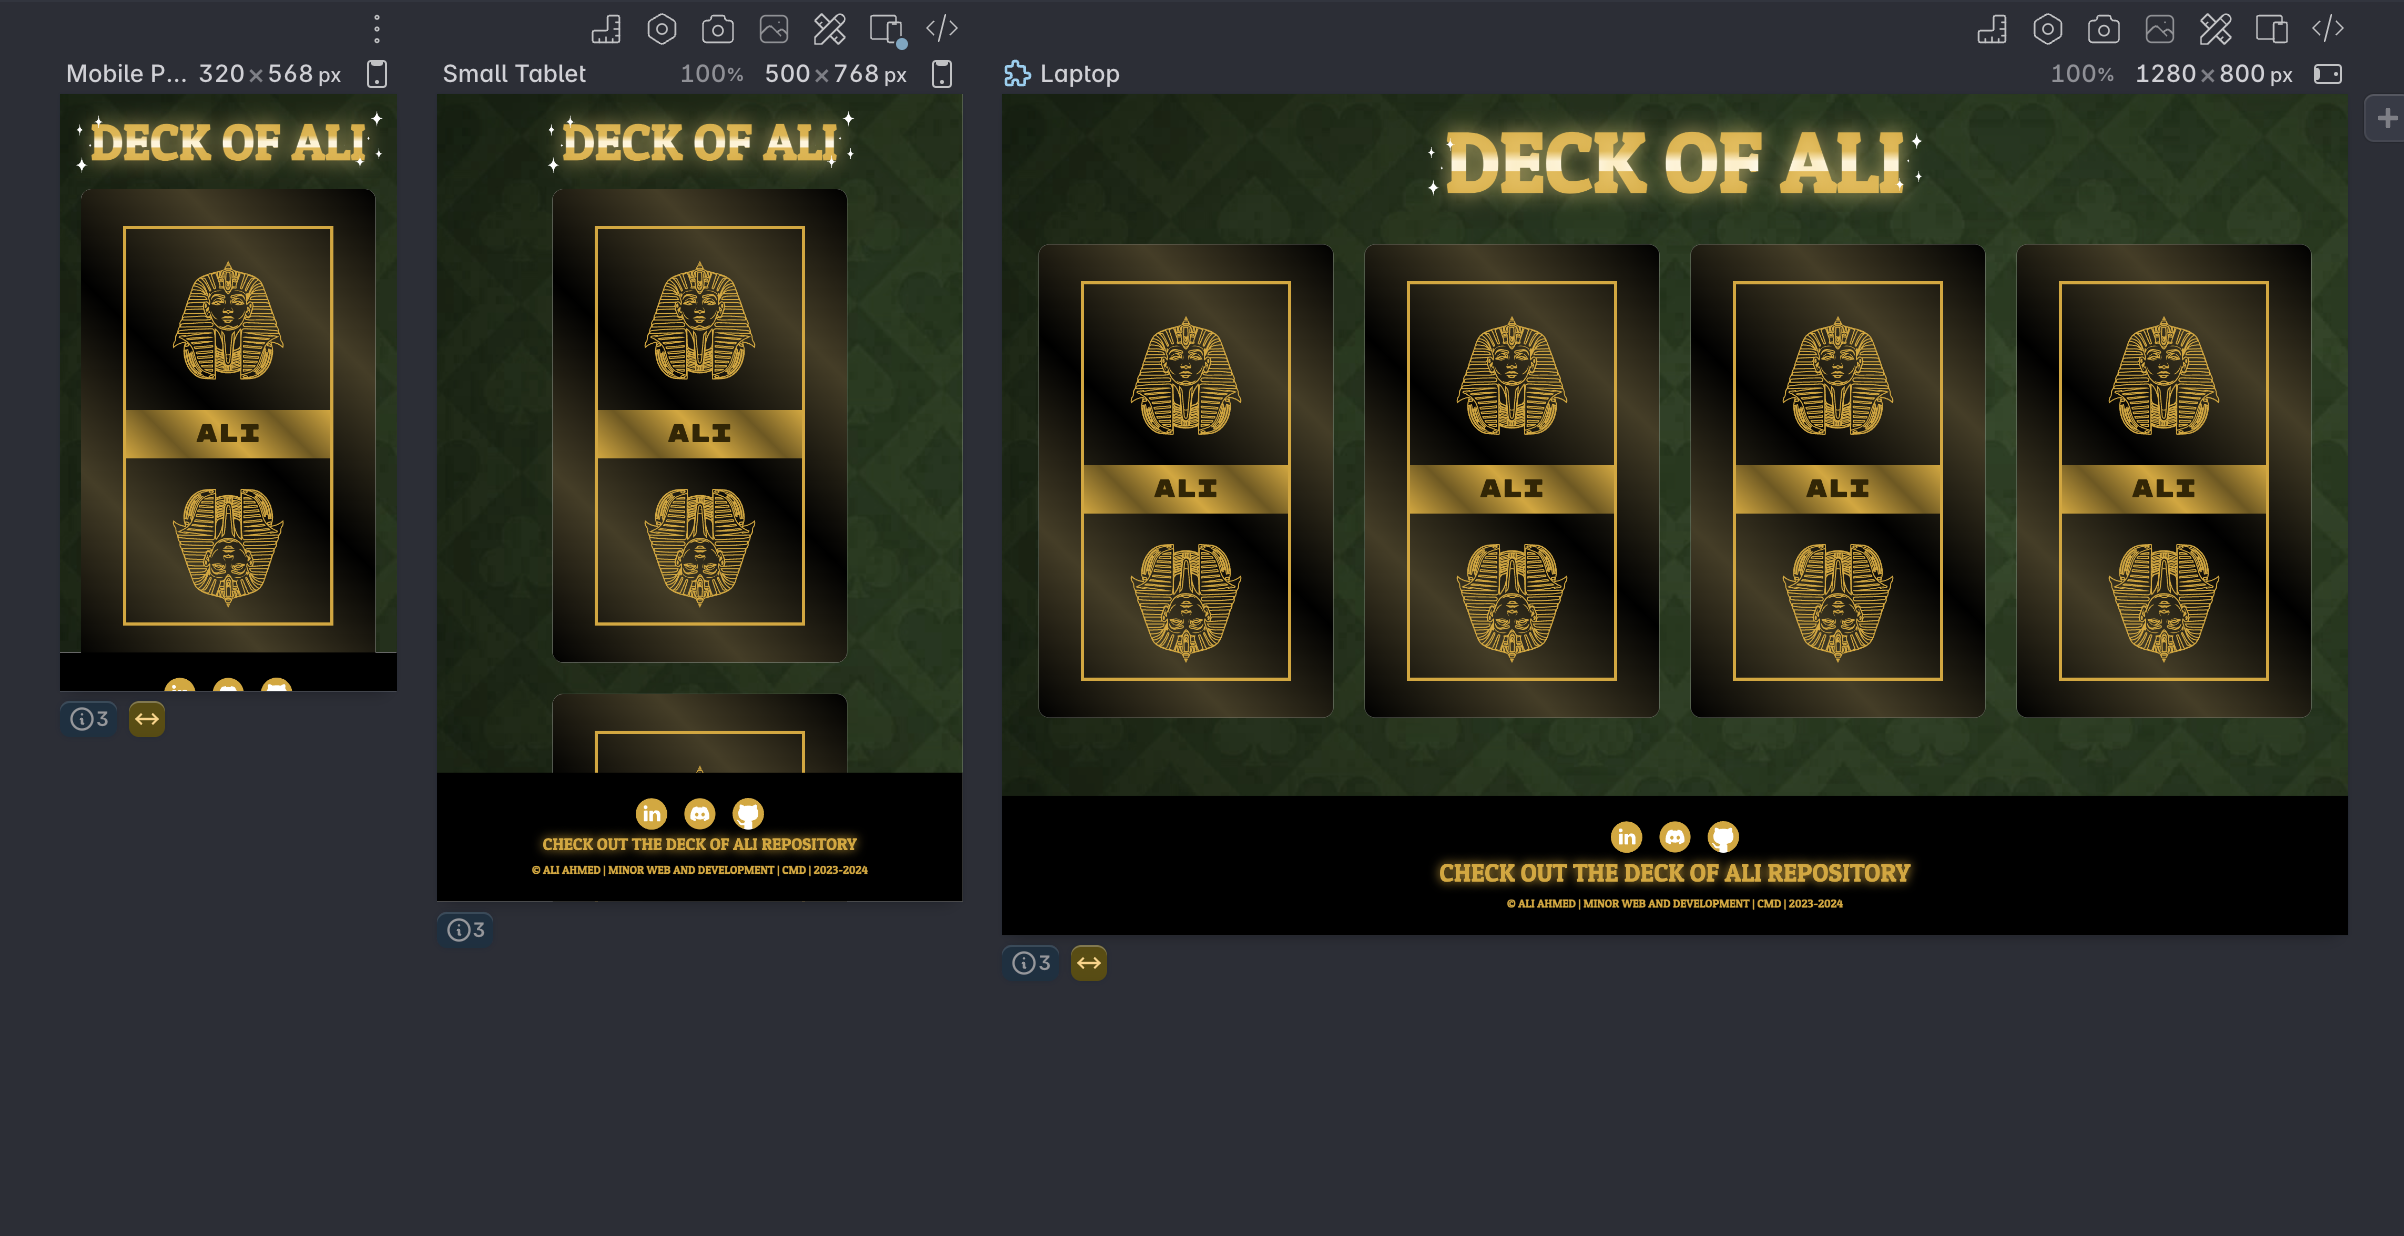 Mobile P... 320×568 px
DECK OF ALI
ALI
3
Small Tablet 100% 500×768 px
DECK OF ALI
ALI
in
CHECK OUT THE DECK OF ALI REPOSITORY
© ALI AHMED | MINOR WEB AND DEVELOPMENT | CMD | 2023-2024
3
Laptop 100% 1280×800 px
DECK OF ALI
ALI ALI ALI ALI
in
CHECK OUT THE DECK OF ALI REPOSITORY
© ALI AHMED | MINOR WEB AND DEVELOPMENT | CMD | 2023-2024
3